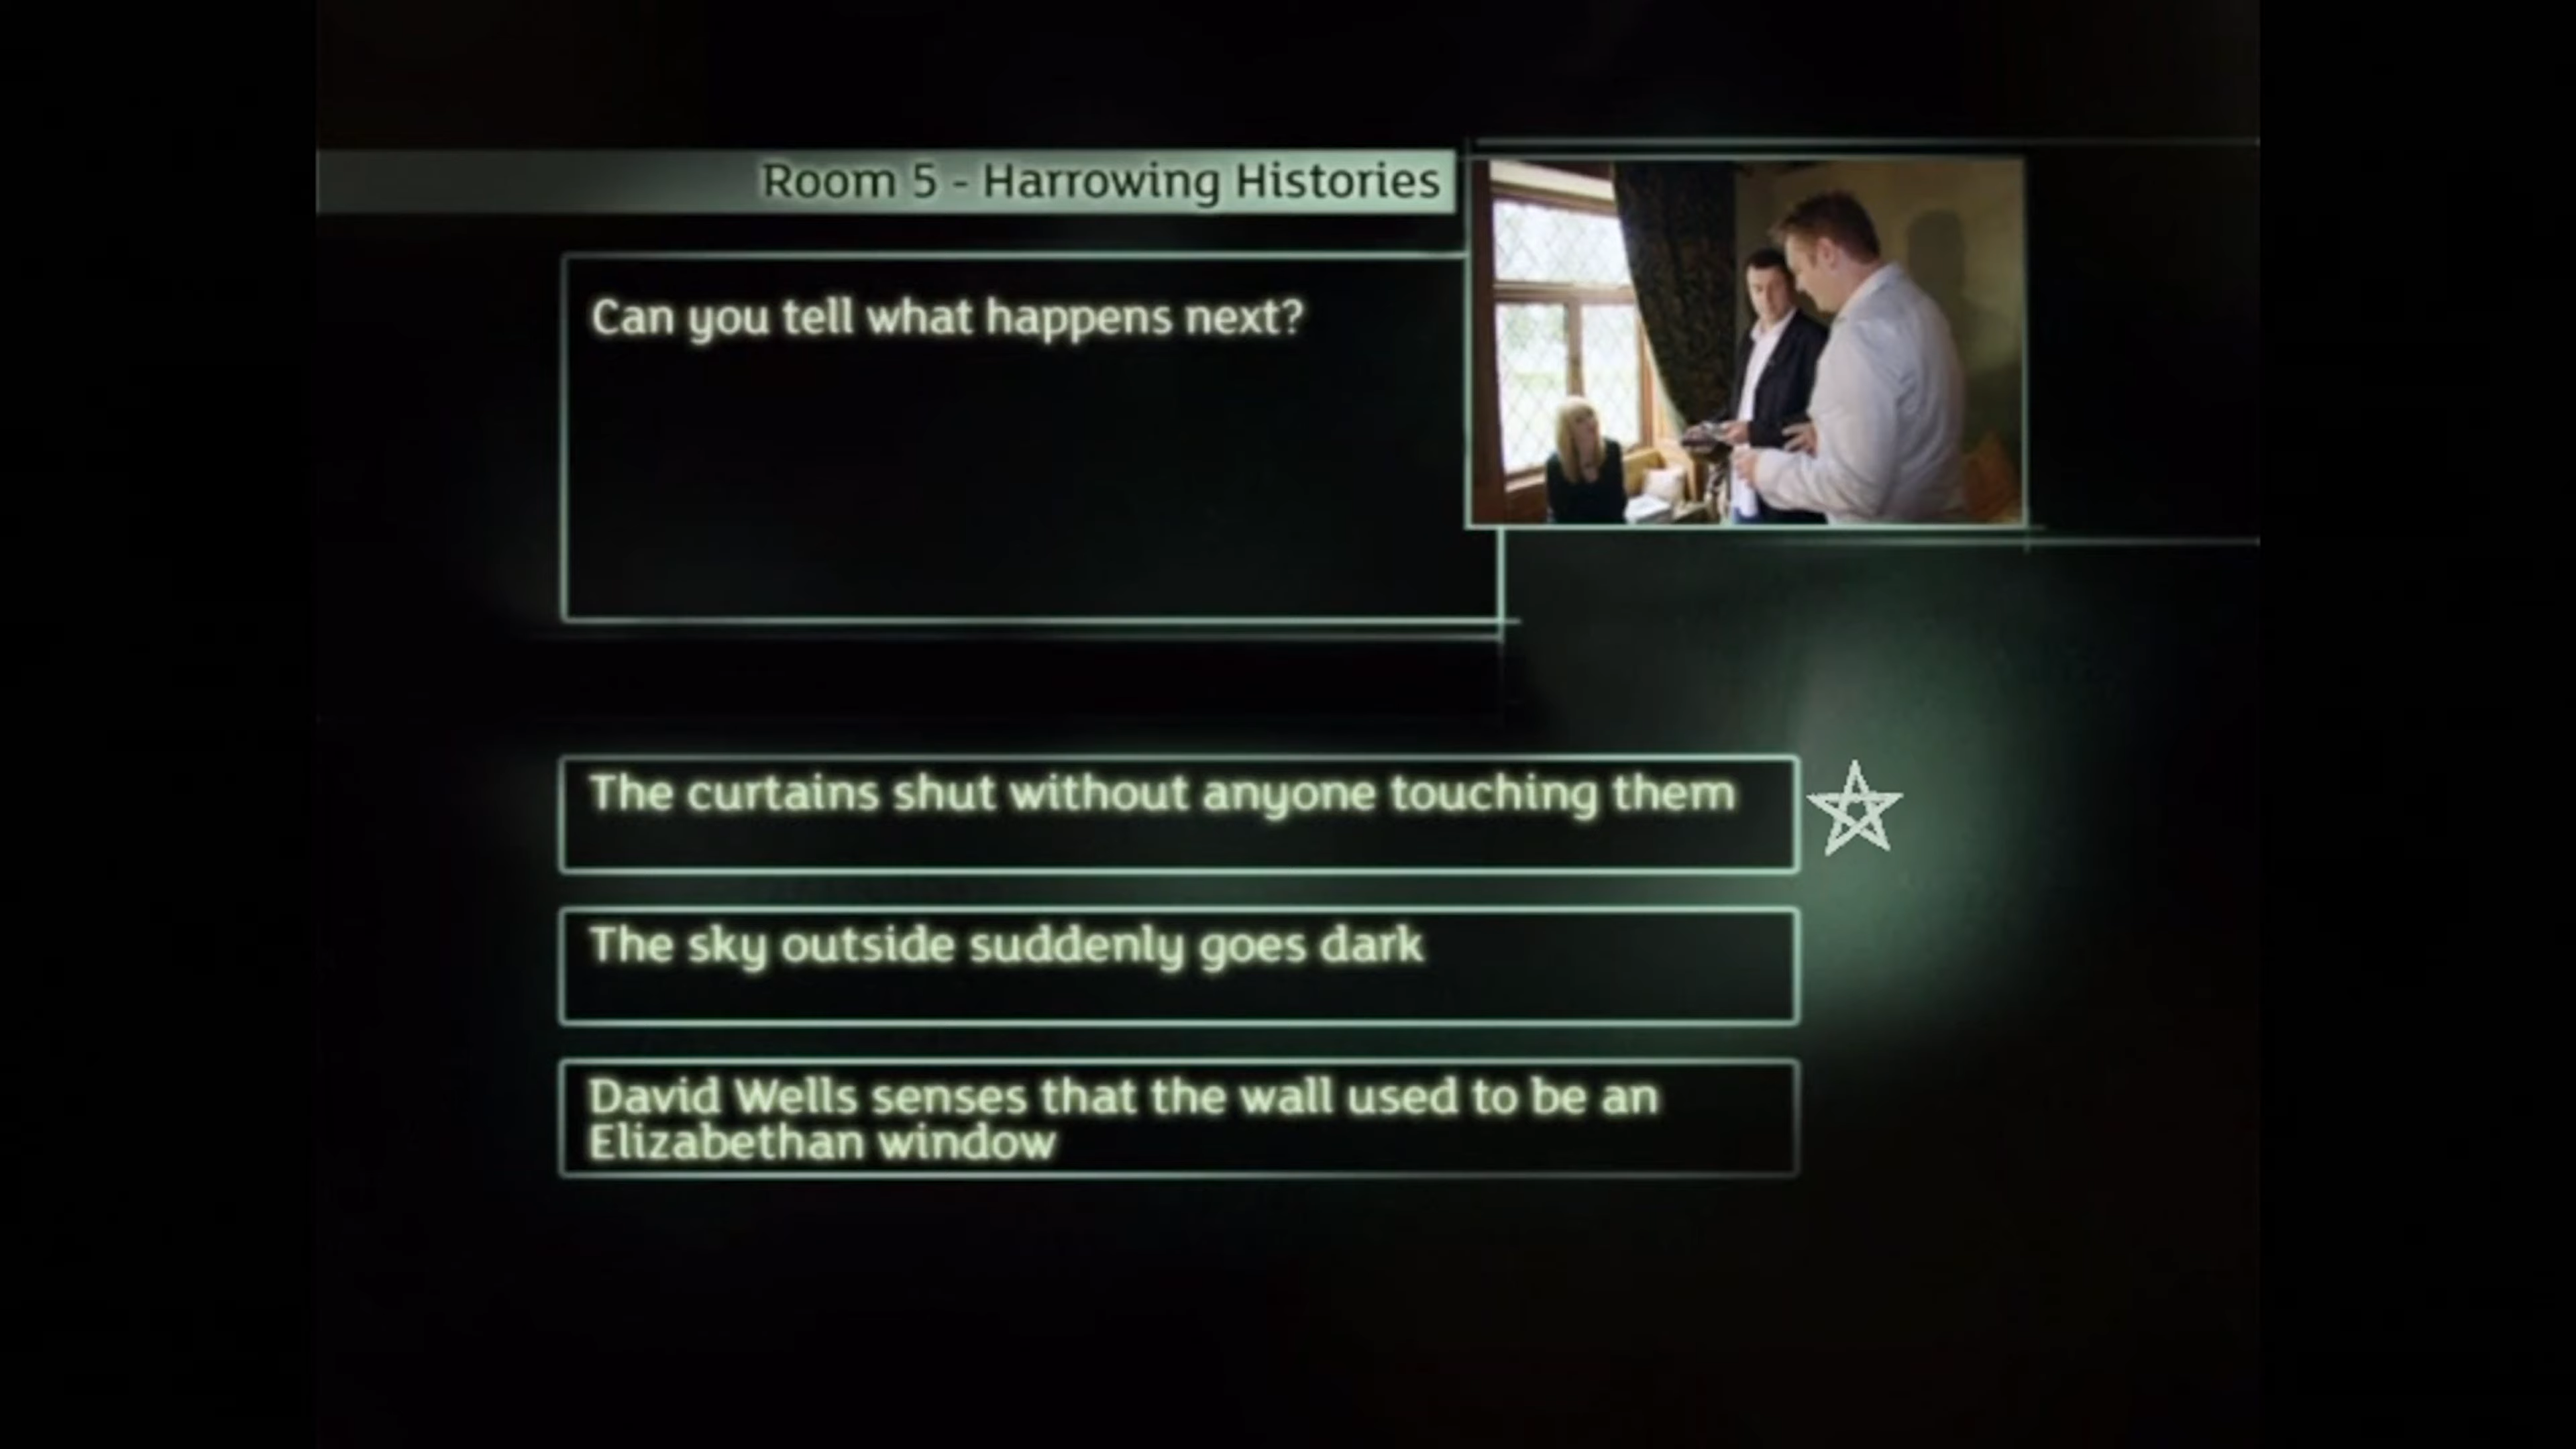 Room 5 - Harrowing Histories
Can you tell what happens next?
The curtains shut without anyone touching them
The sky outside suddenly goes dark
David Wells senses that the wall used to be an
Elizabethan window